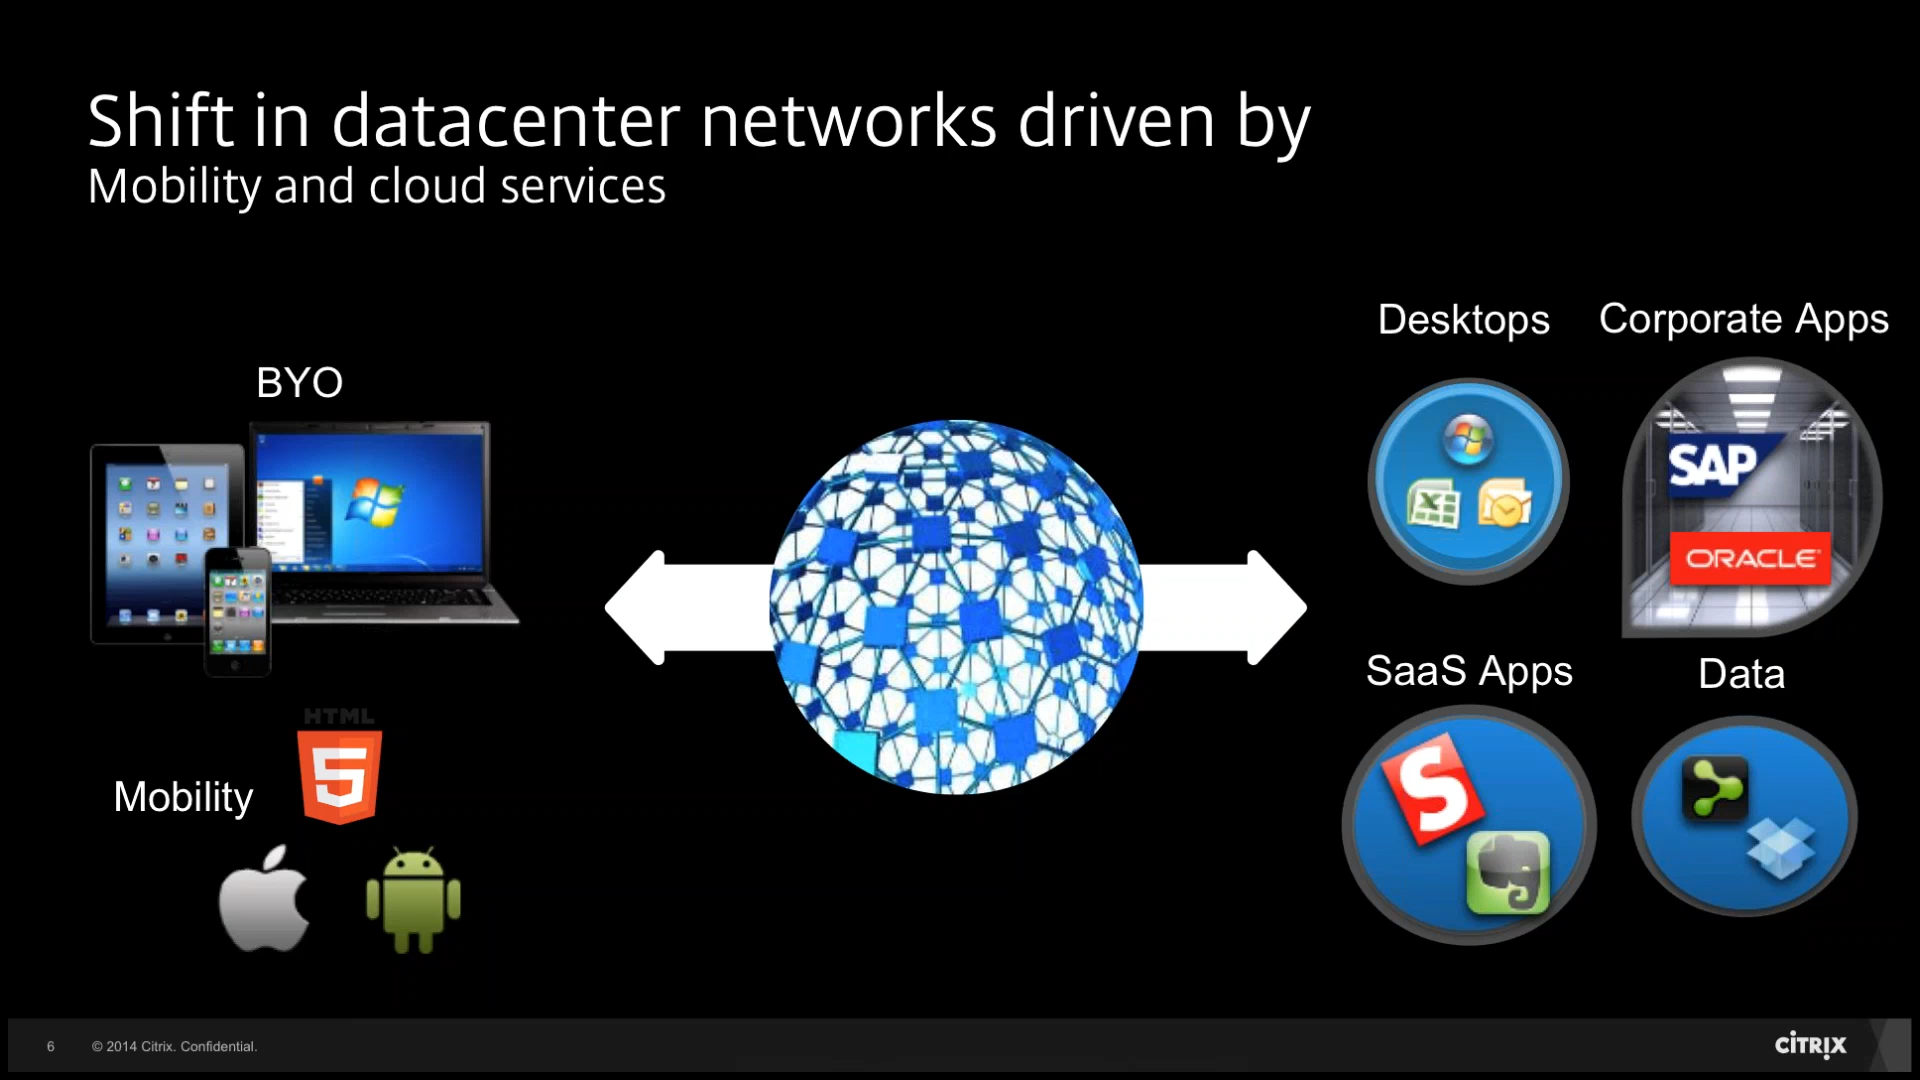 Shift in datacenter networks driven by
Mobility and cloud services
BYO
Desktops
Corporate Apps
SAP
ORACLE
HTML
5
Mobility
SaaS Apps
S
Data
6
© 2014 Citrix. Confidential.
CITRIX